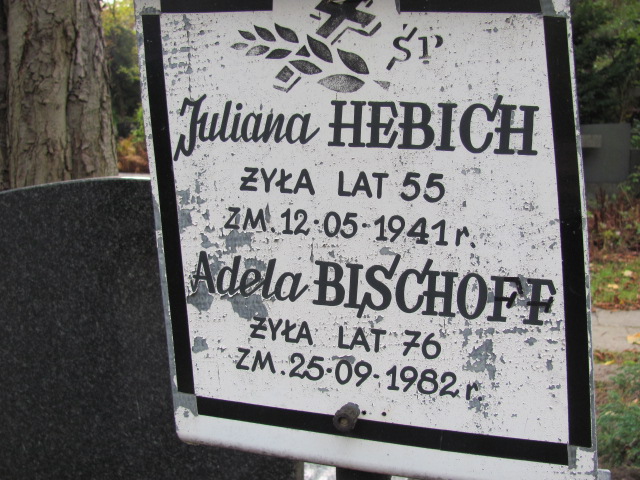 ŚP
Juliana HEBICH
ŻYŁA LAT 55
ZM. 12·05·1941 r.
Adela BISCHOFF
ŻYŁA LAT 76
ZM. 25·09·1982 r.